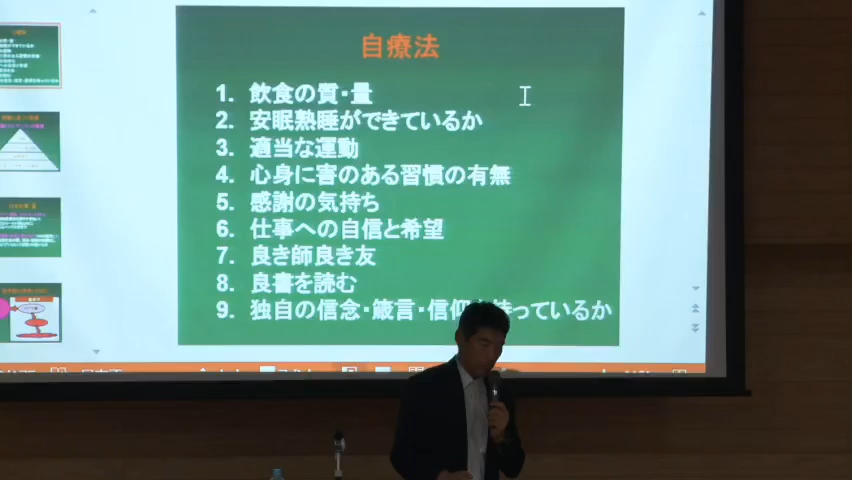 自療法
1. 飲食の質・量
2. 安眠熟睡ができているか
3. 適当な運動
4. 心身に害のある習慣の有無
5. 感謝の気持ち
6. 仕事への自信と希望
7. 良き師良き友
8. 良書を読む
9. 独自の信念・箴言・信仰を持っているか